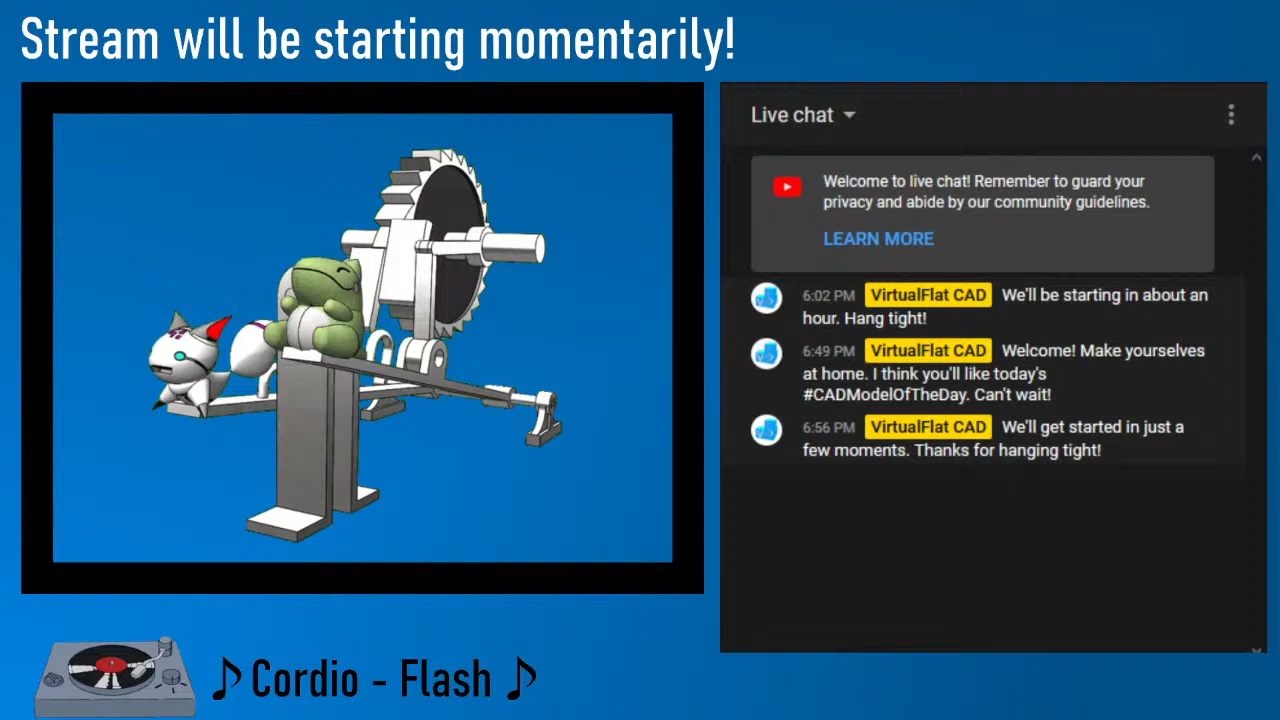 Stream will be starting momentarily!
Live chat
Welcome to live chat! Remember to guard your
privacy and abide by our community guidelines.
LEARN MORE
6:02 PM VirtualFlat CAD We'll be starting in about an
hour. Hang tight!
6:49 PM VirtualFlat CAD Welcome! Make yourselves
at home. I think you'll like today's
#CADModelOfTheDay. Can't wait!
6:56 PM VirtualFlat CAD We'll get started in just a
few moments. Thanks for hanging tight!
♪ Cordio - Flash ♪